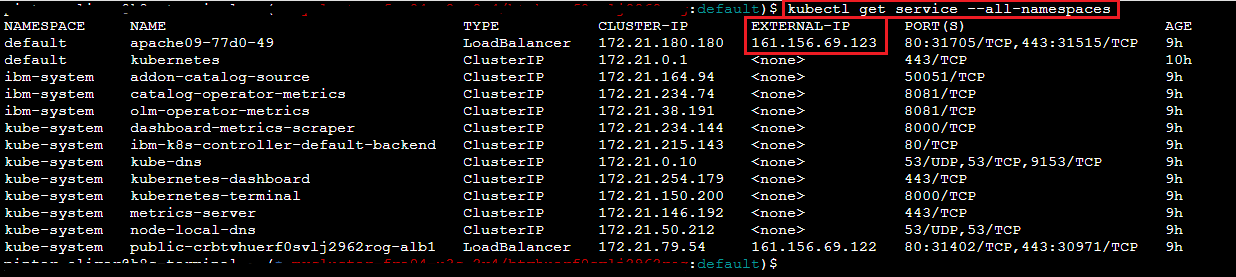 :default)$ kubectl get service --all-namespaces
NAMESPACE NAME TYPE CLUSTER-IP EXTERNAL-IP PORT(S) AGE
default apache09-77d0-49 LoadBalancer 172.21.180.180 161.156.69.123 80:31705/TCP,443:31515/TCP 9h
default kubernetes ClusterIP 172.21.0.1 <none> 443/TCP 10h
ibm-system addon-catalog-source ClusterIP 172.21.164.94 <none> 50051/TCP 9h
ibm-system catalog-operator-metrics ClusterIP 172.21.234.74 <none> 8081/TCP 9h
ibm-system olm-operator-metrics ClusterIP 172.21.38.191 <none> 8081/TCP 9h
kube-system dashboard-metrics-scraper ClusterIP 172.21.234.144 <none> 8000/TCP 9h
kube-system ibm-k8s-controller-default-backend ClusterIP 172.21.215.143 <none> 80/TCP 9h
kube-system kube-dns ClusterIP 172.21.0.10 <none> 53/UDP,53/TCP,9153/TCP 9h
kube-system kubernetes-dashboard ClusterIP 172.21.254.179 <none> 443/TCP 9h
kube-system kubernetes-terminal ClusterIP 172.21.150.200 <none> 8000/TCP 9h
kube-system metrics-server ClusterIP 172.21.146.192 <none> 443/TCP 9h
kube-system node-local-dns ClusterIP 172.21.50.212 <none> 53/UDP,53/TCP 9h
kube-system public-crbtvhuerf0svlj2962rog-alb1 LoadBalancer 172.21.79.54 161.156.69.122 80:31402/TCP,443:30971/TCP 9h
:default)$